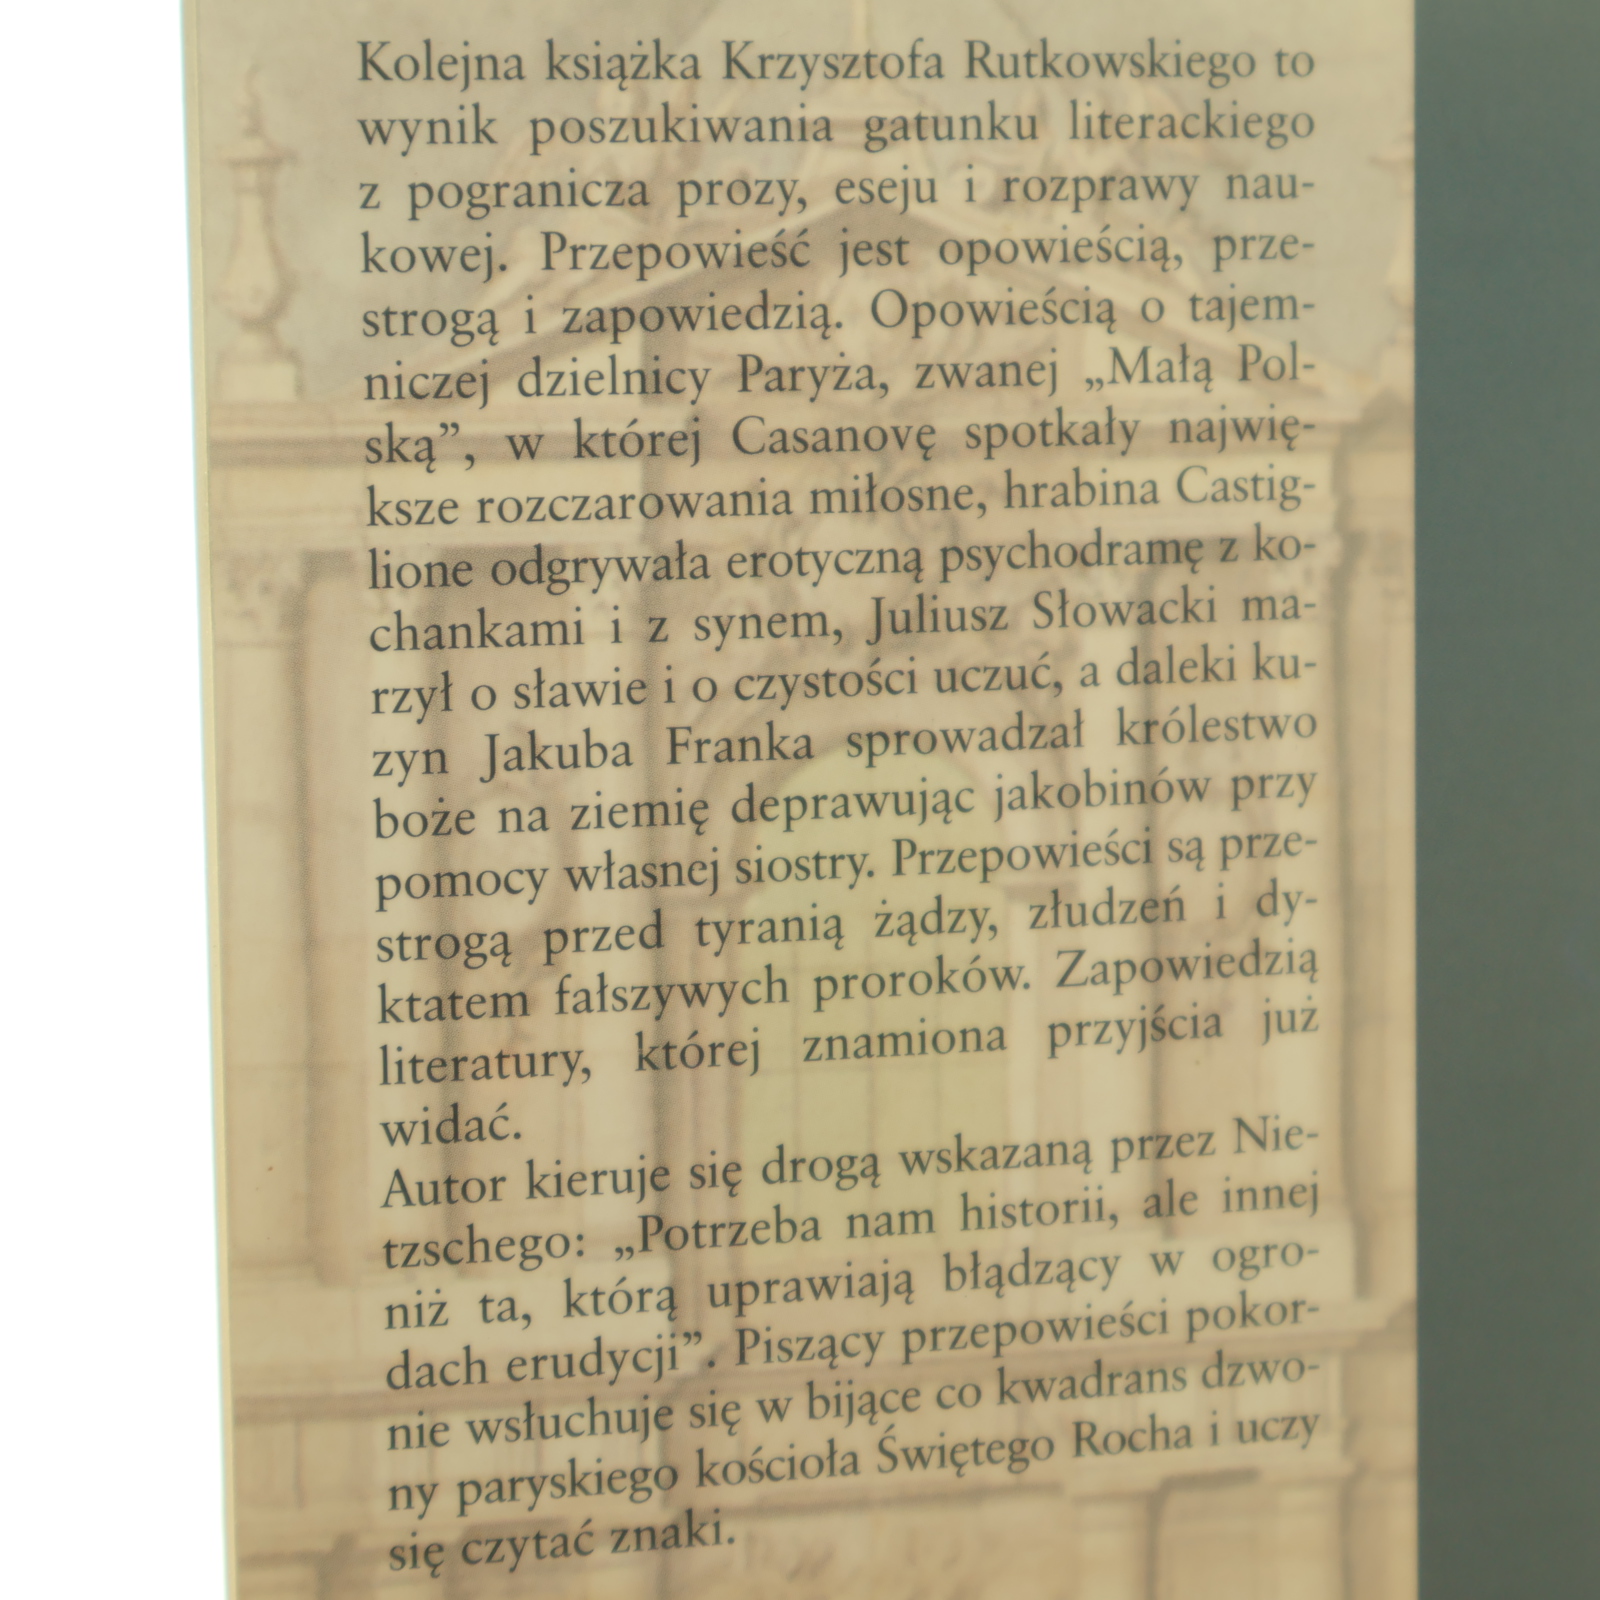 Kolejna książka Krzysztofa Rutkowskiego to
wynik poszukiwania gatunku literackiego
z pogranicza prozy, eseju i rozprawy nau-
kowej. Przepowieść jest opowieścią, prze-
strogą i zapowiedzią. Opowieścią o tajem-
niczej dzielnicy Paryża, zwanej „Małą Pol-
ską”, w której Casanovę spotkały najwię-
ksze rozczarowania miłosne, hrabina Castig-
lione odgrywała erotyczną psychodramę z ko-
chankami i z synem, Juliusz Słowacki ma-
rzył o sławie i o czystości uczuć, a daleki ku-
zyn Jakuba Franka sprowadzał królestwo
boże na ziemię deprawując jakobinów przy
pomocy własnej siostry. Przepowieści są prze-
strogą przed tyranią żądzy, złudzeń i dy-
ktatem fałszywych proroków. Zapowiedzią
literatury, której znamiona przyjścia już
widać.
Autor kieruje się drogą wskazaną przez Nie-
tzschego: „Potrzeba nam historii, ale innej
niż ta, którą uprawiają błądzący w ogro-
dach erudycji”. Piszący przepowieści pokor-
nie wsłuchuje się w bijące co kwadrans dzwo-
ny paryskiego kościoła Świętego Rocha i uczy
się czytać znaki.